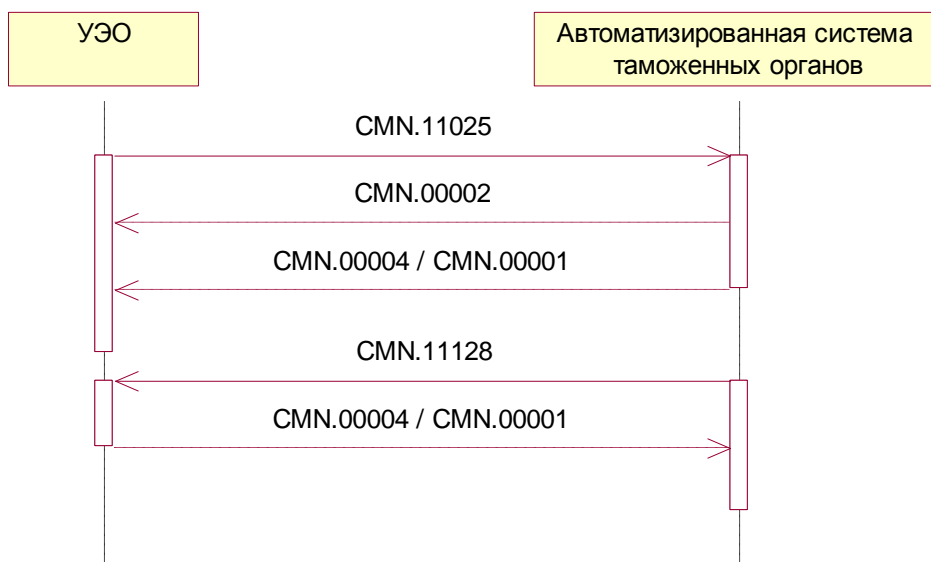 УЭО
Автоматизированная система
таможенных органов
CMN.11025
CMN.00002
CMN.00004 / CMN.00001
CMN.11128
CMN.00004 / CMN.00001